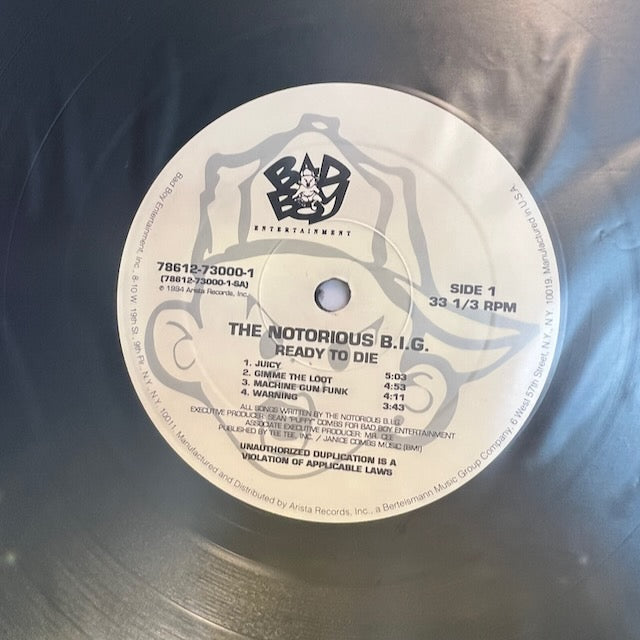 BAD BOY
ENTERTAINMENT
78612-73000-1
(78612-73000-1-SA)
℗ 1994 Arista Records, Inc.
SIDE 1
33 1/3 RPM
THE NOTORIOUS B.I.G.
READY TO DIE
1. JUICY 5:03
2. GIMME THE LOOT 4:53
3. MACHINE GUN FUNK 4:11
4. WARNING 3:43
ALL SONGS WRITTEN BY THE NOTORIOUS B.I.G.
EXECUTIVE PRODUCER: SEAN "PUFFY" COMBS FOR BAD BOY ENTERTAINMENT
ASSOCIATE EXECUTIVE PRODUCER: MR. CEE
PUBLISHED BY TEE TEE, INC. / JANICE COMBS MUSIC (BMI)
UNAUTHORIZED DUPLICATION IS A
VIOLATION OF APPLICABLE LAWS
Bad Boy Entertainment, Inc., 8-10 W. 19th St., 9th Flr., N.Y., N.Y. 10011. Manufactured and Distributed by Arista Records, Inc., a Bertelsmann Music Group Company, 6 West 57th Street, N.Y., N.Y. 10019. Manufactured in U S A